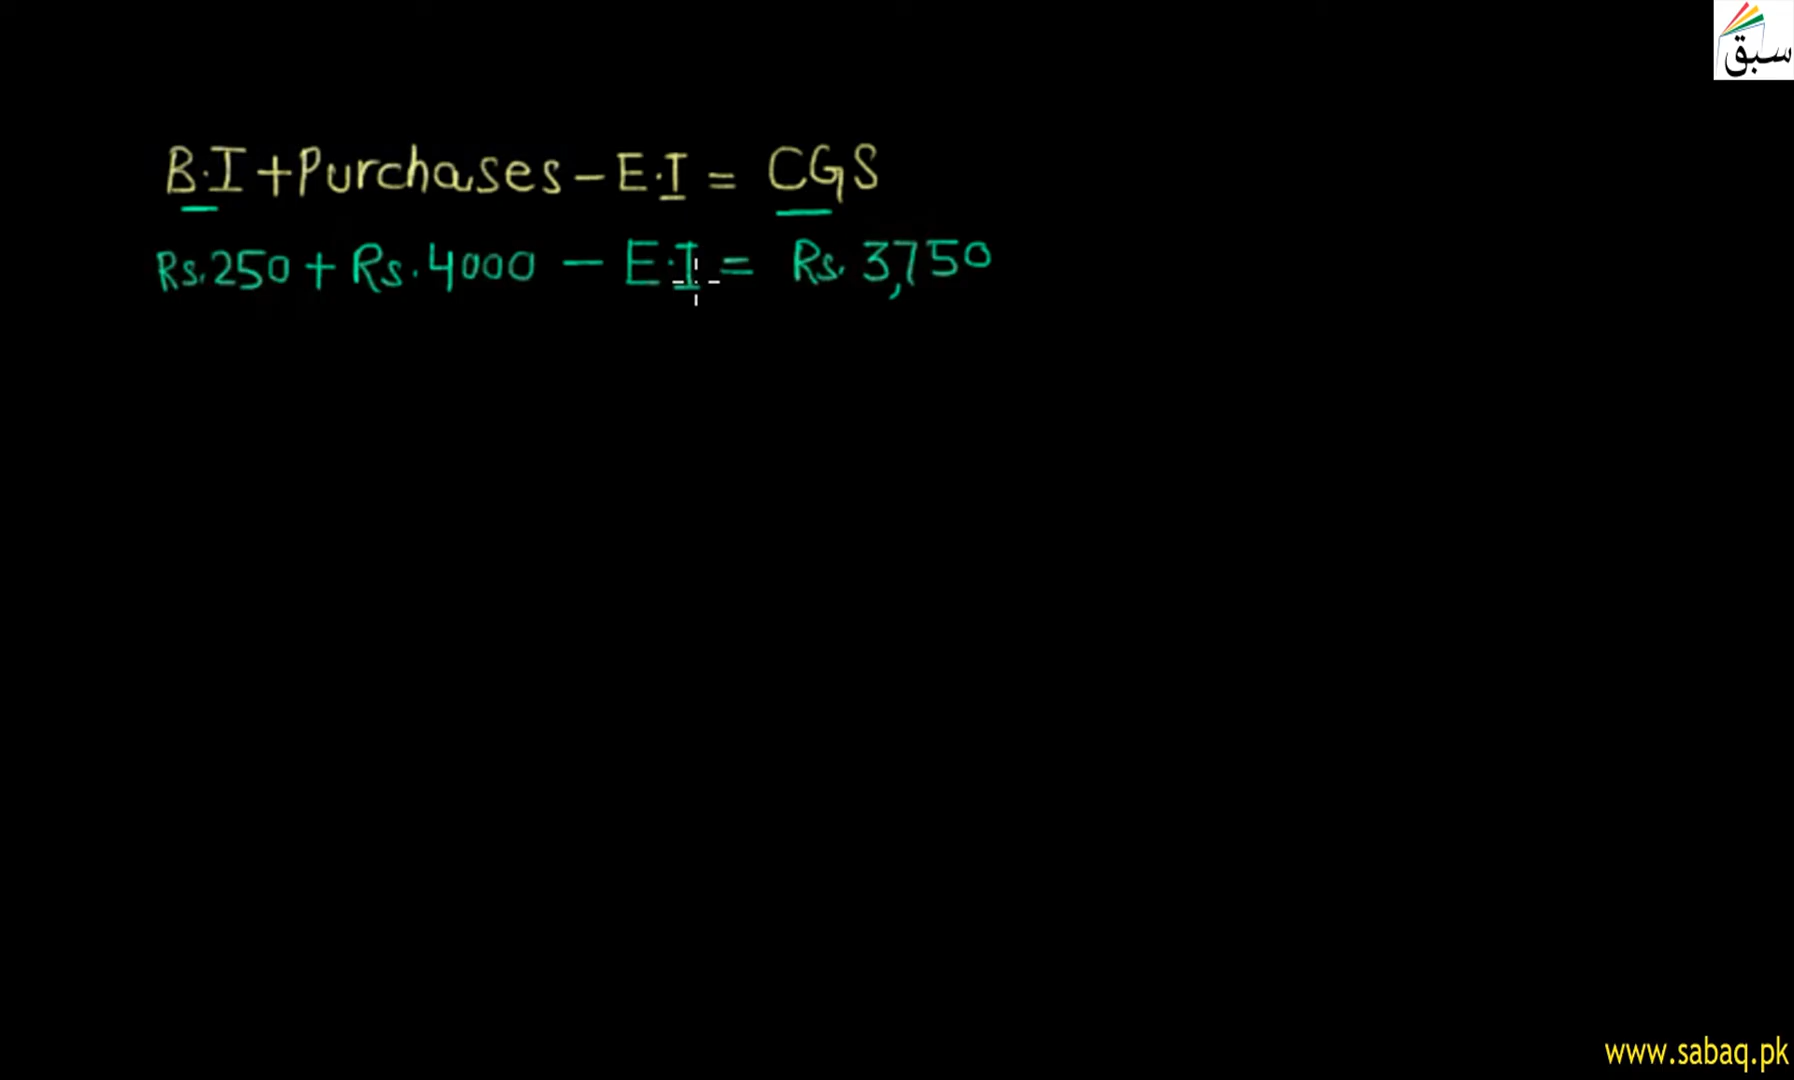 سبق
B.I + Purchases - E.I = CGS
Rs.250 + Rs.4000 - E.I = Rs.3,750
www.sabaq.pk